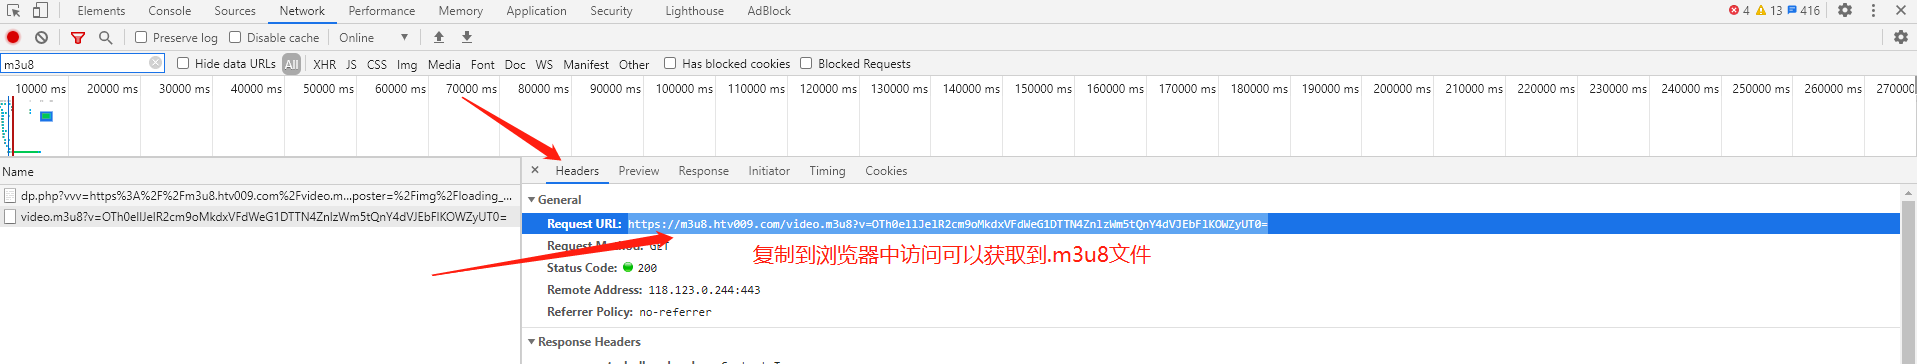 Elements Console Sources Network Performance Memory Application Security Lighthouse AdBlock 4 13 416
Preserve log Disable cache Online
m3u8 Hide data URLs All XHR JS CSS Img Media Font Doc WS Manifest Other Has blocked cookies Blocked Requests
10000 ms 20000 ms 30000 ms 40000 ms 50000 ms 60000 ms 70000 ms 80000 ms 90000 ms 100000 ms 110000 ms 120000 ms 130000 ms 140000 ms 150000 ms 160000 ms 170000 ms 180000 ms 190000 ms 200000 ms 210000 ms 220000 ms 230000 ms 240000 ms 250000 ms 260000 ms 270000
Name
dp.php?vvv=https%3A%2F%2Fm3u8.htv009.com%2Fvideo.m...poster=%2Fimg%2Floading_...
video.m3u8?v=OTh0ellJelR2cm9oMkdxVFdWeG1DTTN4ZnlzWm5tQnY4dVJEbFlKOWZyUT0=
Headers Preview Response Initiator Timing Cookies
General
Request URL: https://m3u8.htv009.com/video.m3u8?v=OTh0ellJelR2cm9oMkdxVFdWeG1DTTN4ZnlzWm5tQnY4dVJEbFlKOWZyUT0=
Request Method: GET
复制到浏览器中访问可以获取到.m3u8文件
Status Code: 200
Remote Address: 118.123.0.244:443
Referrer Policy: no-referrer
Response Headers